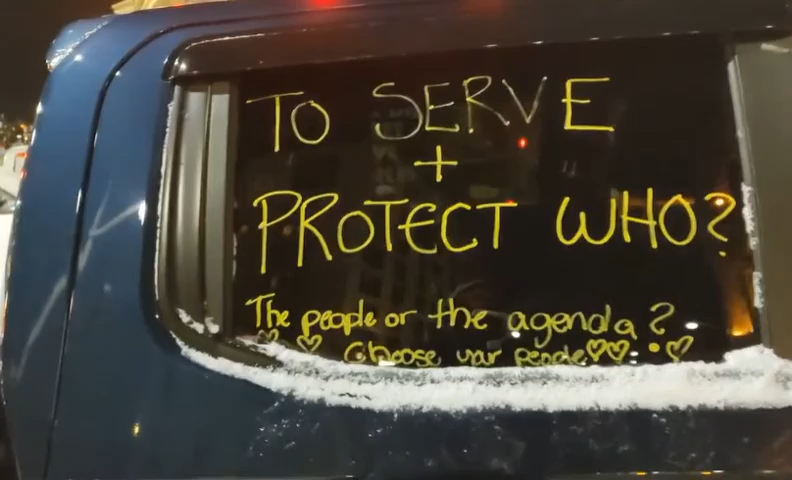 TO SERVE
+
PROTECT WHO?
The people or the agenda?
Choose your people